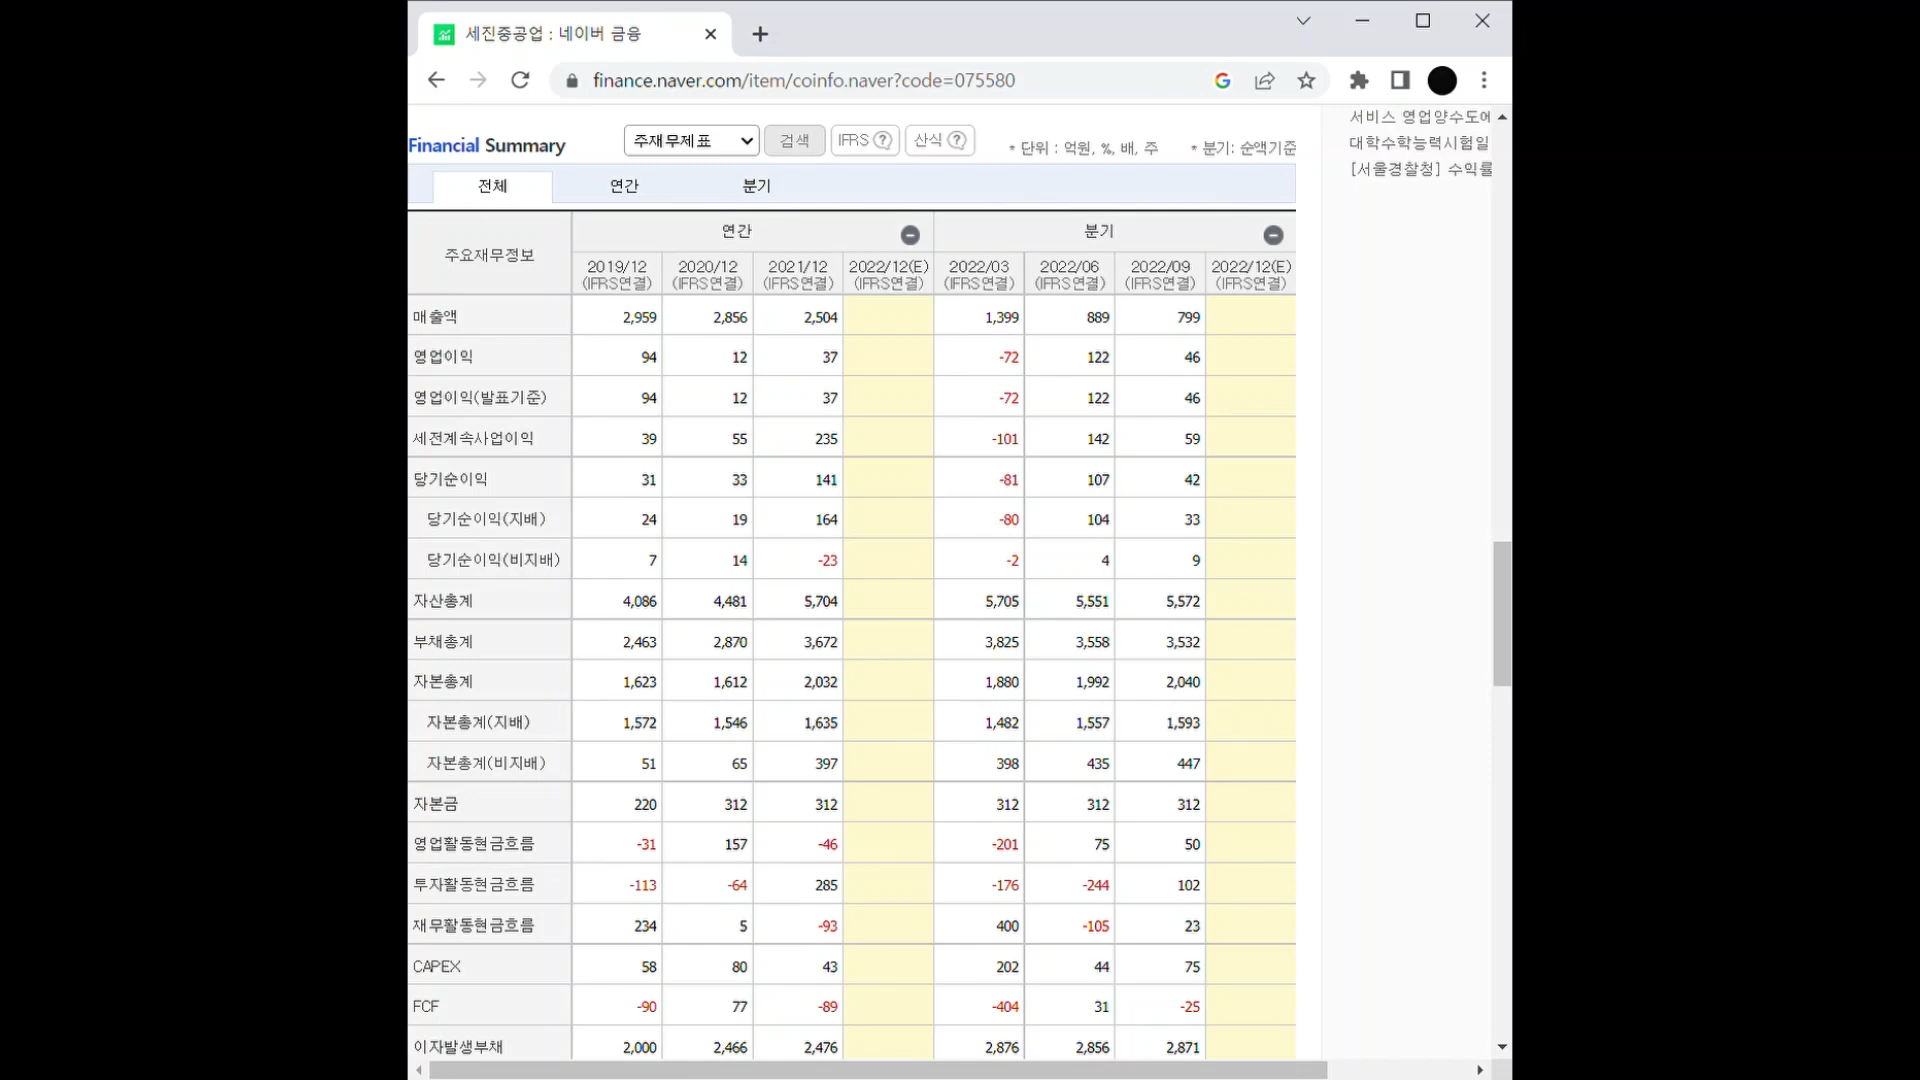 세진중공업 : 네이버 금융
finance.naver.com/item/coinfo.naver?code=075580
Financial Summary 주재무제표 검색 IFRS ? 산식 ? * 단위 : 억원, %, 배, 주 * 분기: 순액기준
전체 연간 분기
주요재무정보 연간 분기
2019/12 2020/12 2021/12 2022/12(E) 2022/03 2022/06 2022/09 2022/12(E)
(IFRS연결) (IFRS연결) (IFRS연결) (IFRS연결) (IFRS연결) (IFRS연결) (IFRS연결) (IFRS연결)
매출액 2,959 2,856 2,504 1,399 889 799
영업이익 94 12 37 -72 122 46
영업이익(발표기준) 94 12 37 -72 122 46
세전계속사업이익 39 55 235 -101 142 59
당기순이익 31 33 141 -81 107 42
당기순이익(지배) 24 19 164 -80 104 33
당기순이익(비지배) 7 14 -23 -2 4 9
자산총계 4,086 4,481 5,704 5,705 5,551 5,572
부채총계 2,463 2,870 3,672 3,825 3,558 3,532
자본총계 1,623 1,612 2,032 1,880 1,992 2,040
자본총계(지배) 1,572 1,546 1,635 1,482 1,557 1,593
자본총계(비지배) 51 65 397 398 435 447
자본금 220 312 312 312 312 312
영업활동현금흐름 -31 157 -46 -201 75 50
투자활동현금흐름 -113 -64 285 -176 -244 102
재무활동현금흐름 234 5 -93 400 -105 23
CAPEX 58 80 43 202 44 75
FCF -90 77 -89 -404 31 -25
이자발생부채 2,000 2,466 2,476 2,876 2,856 2,871
서비스 영업양수도에
대학수학능력시험일
[서울경찰청] 수익률